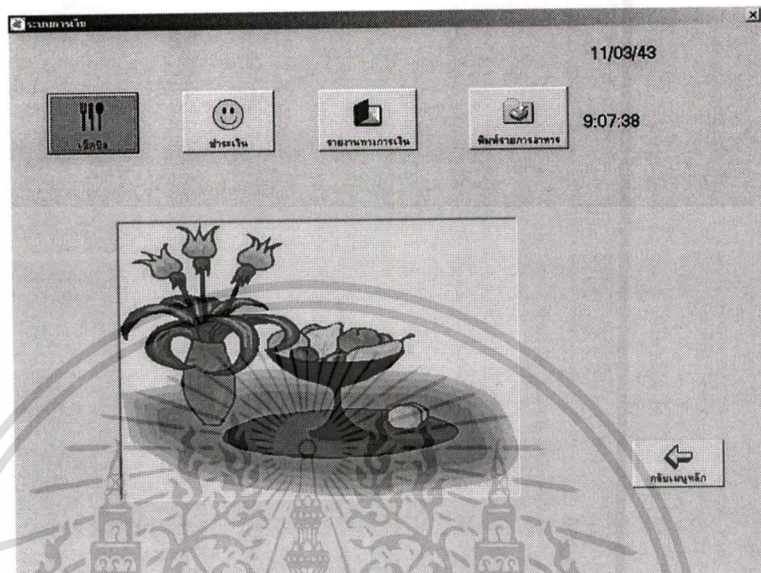 ระบบการเงิน
11/03/43
เช็คบิล
ชำระเงิน
รายงานทางการเงิน
พิมพ์รายการอาหาร
9:07:38
กลับเมนูหลัก